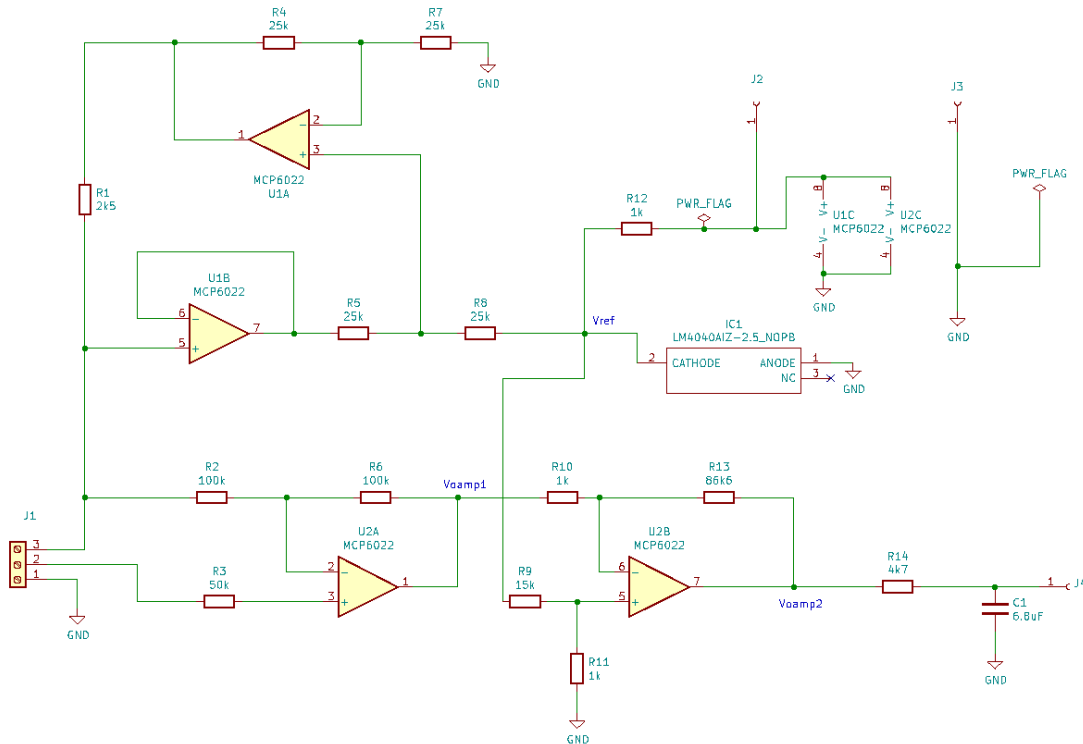 R4
25k
R7
25k
GND
2
1
3
MCP6022
U1A
R1
2k5
J2
1
J3
1
PWR_FLAG
R12
1k
PWR_FLAG
8
V+
U1C
MCP6022
V-
4
8
V+
U2C
MCP6022
V-
4
GND
GND
U1B
MCP6022
6
7
5
R5
25k
R8
25k
Vref
IC1
LM4040AIZ-2.5_NOPB
2
CATHODE
ANODE
1
NC
3
GND
R2
100k
R6
100k
Voamp1
R10
1k
R13
86k6
J1
3
2
1
GND
R3
50k
U2A
MCP6022
2
3
1
R9
15k
U2B
MCP6022
6
5
7
Voamp2
R14
4k7
1
J4
C1
6.8uF
GND
R11
1k
GND